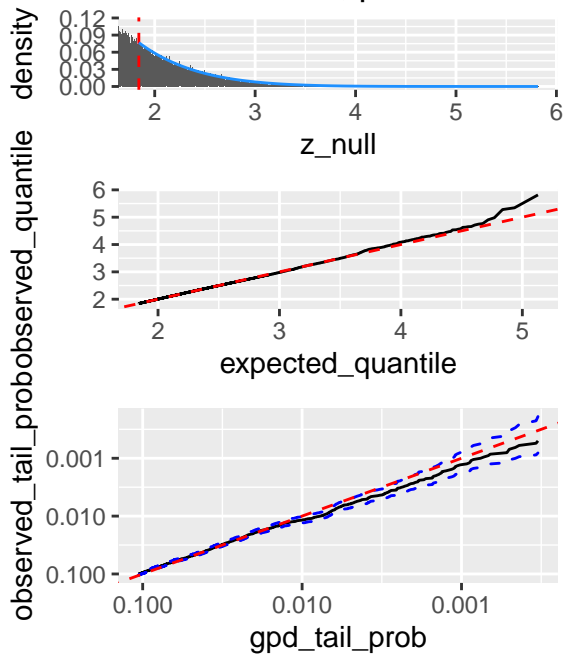 density
0.12
0.09
0.06
0.03
0.00
2 3 4 5 6
z_null
observed_quantile
6
5
4
3
2
2 3 4 5
expected_quantile
observed_tail_prob
0.001
0.010
0.100
0.100 0.010 0.001
gpd_tail_prob